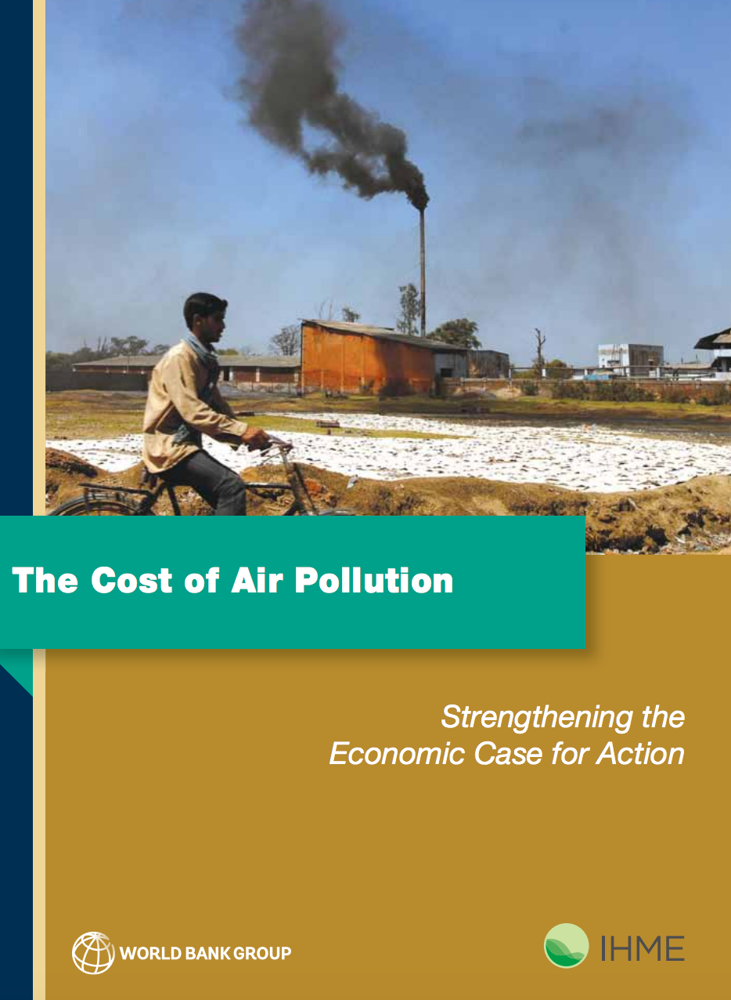 The Cost of Air Pollution
Strengthening the
Economic Case for Action
WORLD BANK GROUP
IHME